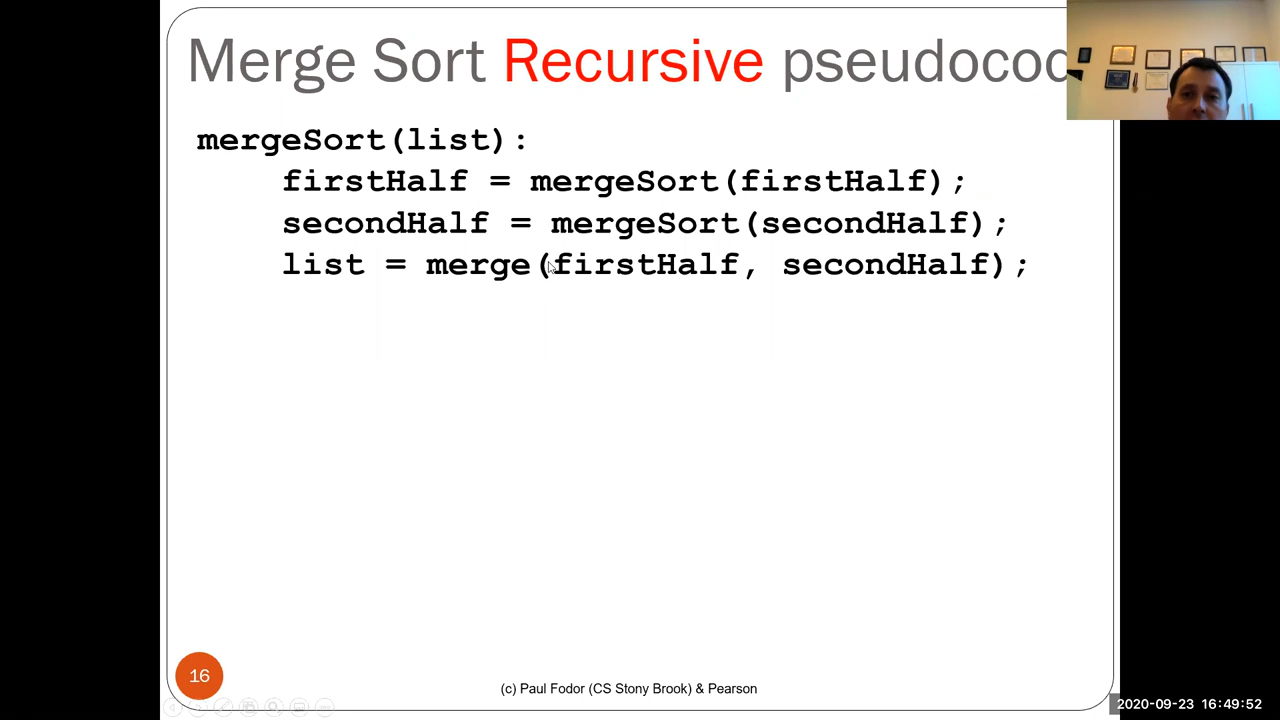 Merge Sort Recursive pseudocod
mergeSort(list):
firstHalf = mergeSort(firstHalf);
secondHalf = mergeSort(secondHalf);
list = merge(firstHalf, secondHalf);
16
(c) Paul Fodor (CS Stony Brook) & Pearson
2020-09-23 16:49:52